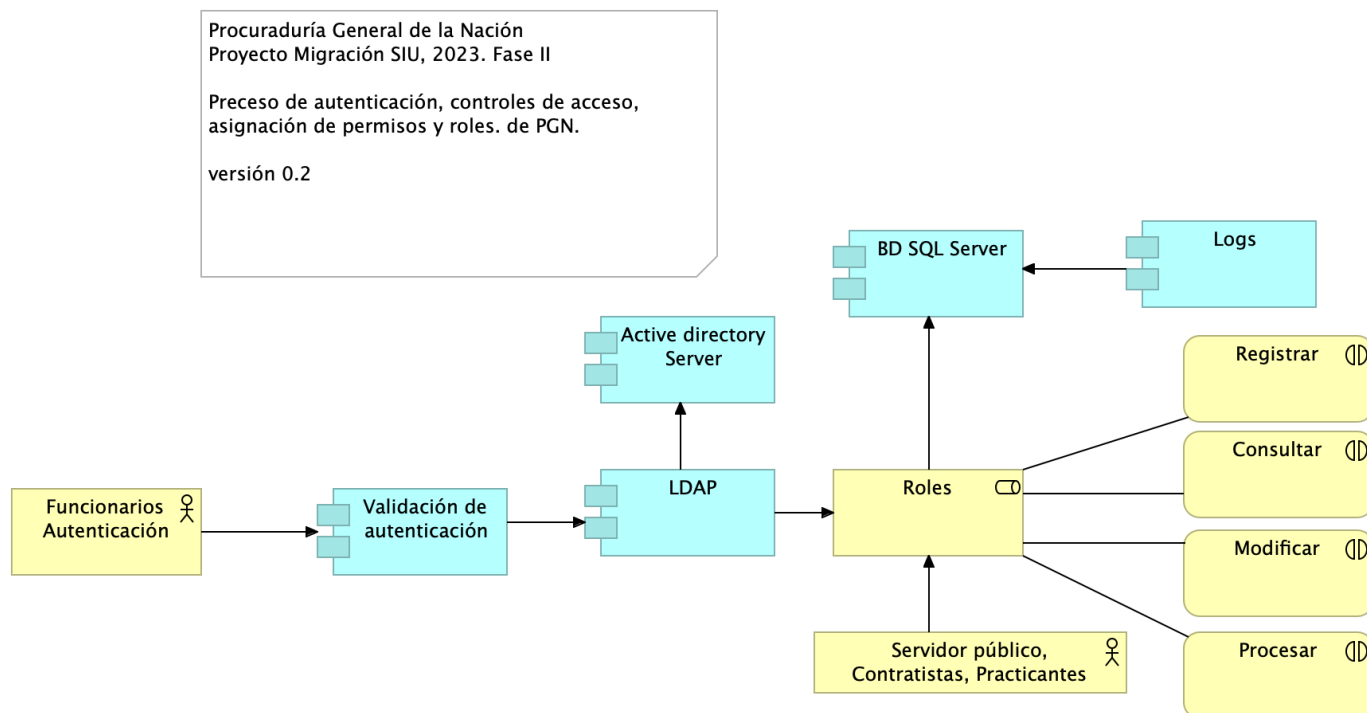 Procuraduría General de la Nación
Proyecto Migración SIU, 2023. Fase II
Preceso de autenticación, controles de acceso,
asignación de permisos y roles. de PGN.
versión 0.2
BD SQL Server
Logs
Active directory
Server
Registrar
Consultar
Funcionarios
Autenticación
Validación de
autenticación
LDAP
Roles
Modificar
Servidor público,
Contratistas, Practicantes
Procesar